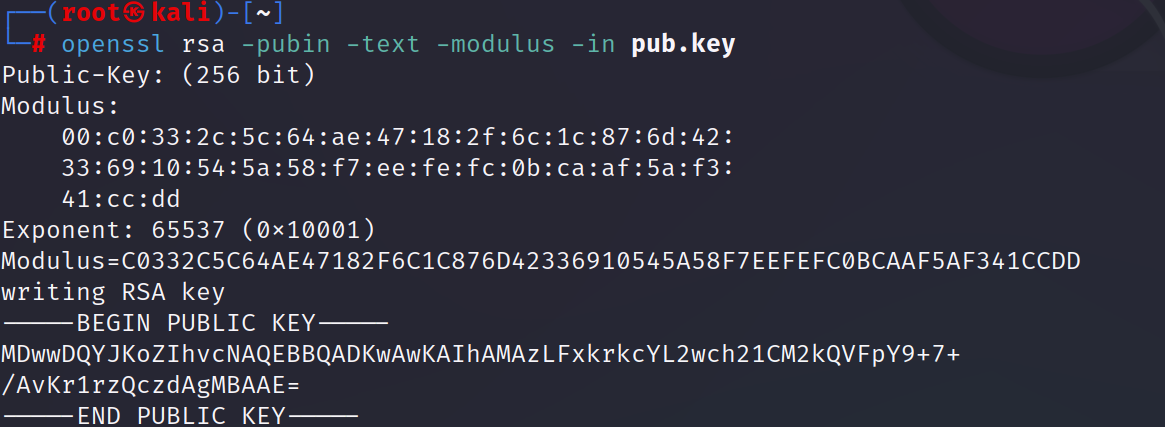 ┌──(root㉿kali)-[~]
└─# openssl rsa -pubin -text -modulus -in pub.key
Public-Key: (256 bit)
Modulus:
    00:c0:33:2c:5c:64:ae:47:18:2f:6c:1c:87:6d:42:
    33:69:10:54:5a:58:f7:ee:fe:fc:0b:ca:af:5a:f3:
    41:cc:dd
Exponent: 65537 (0×10001)
Modulus=C0332C5C64AE47182F6C1C876D42336910545A58F7EEFEFC0BCAAF5AF341CCDD
writing RSA key
-----BEGIN PUBLIC KEY-----
MDwwDQYJKoZIhvcNAQEBBQADKwAwKAIhAMAzLFxkrkcYL2wch21CM2kQVFpY9+7+
/AvKr1rzQczdAgMBAAE=
-----END PUBLIC KEY-----